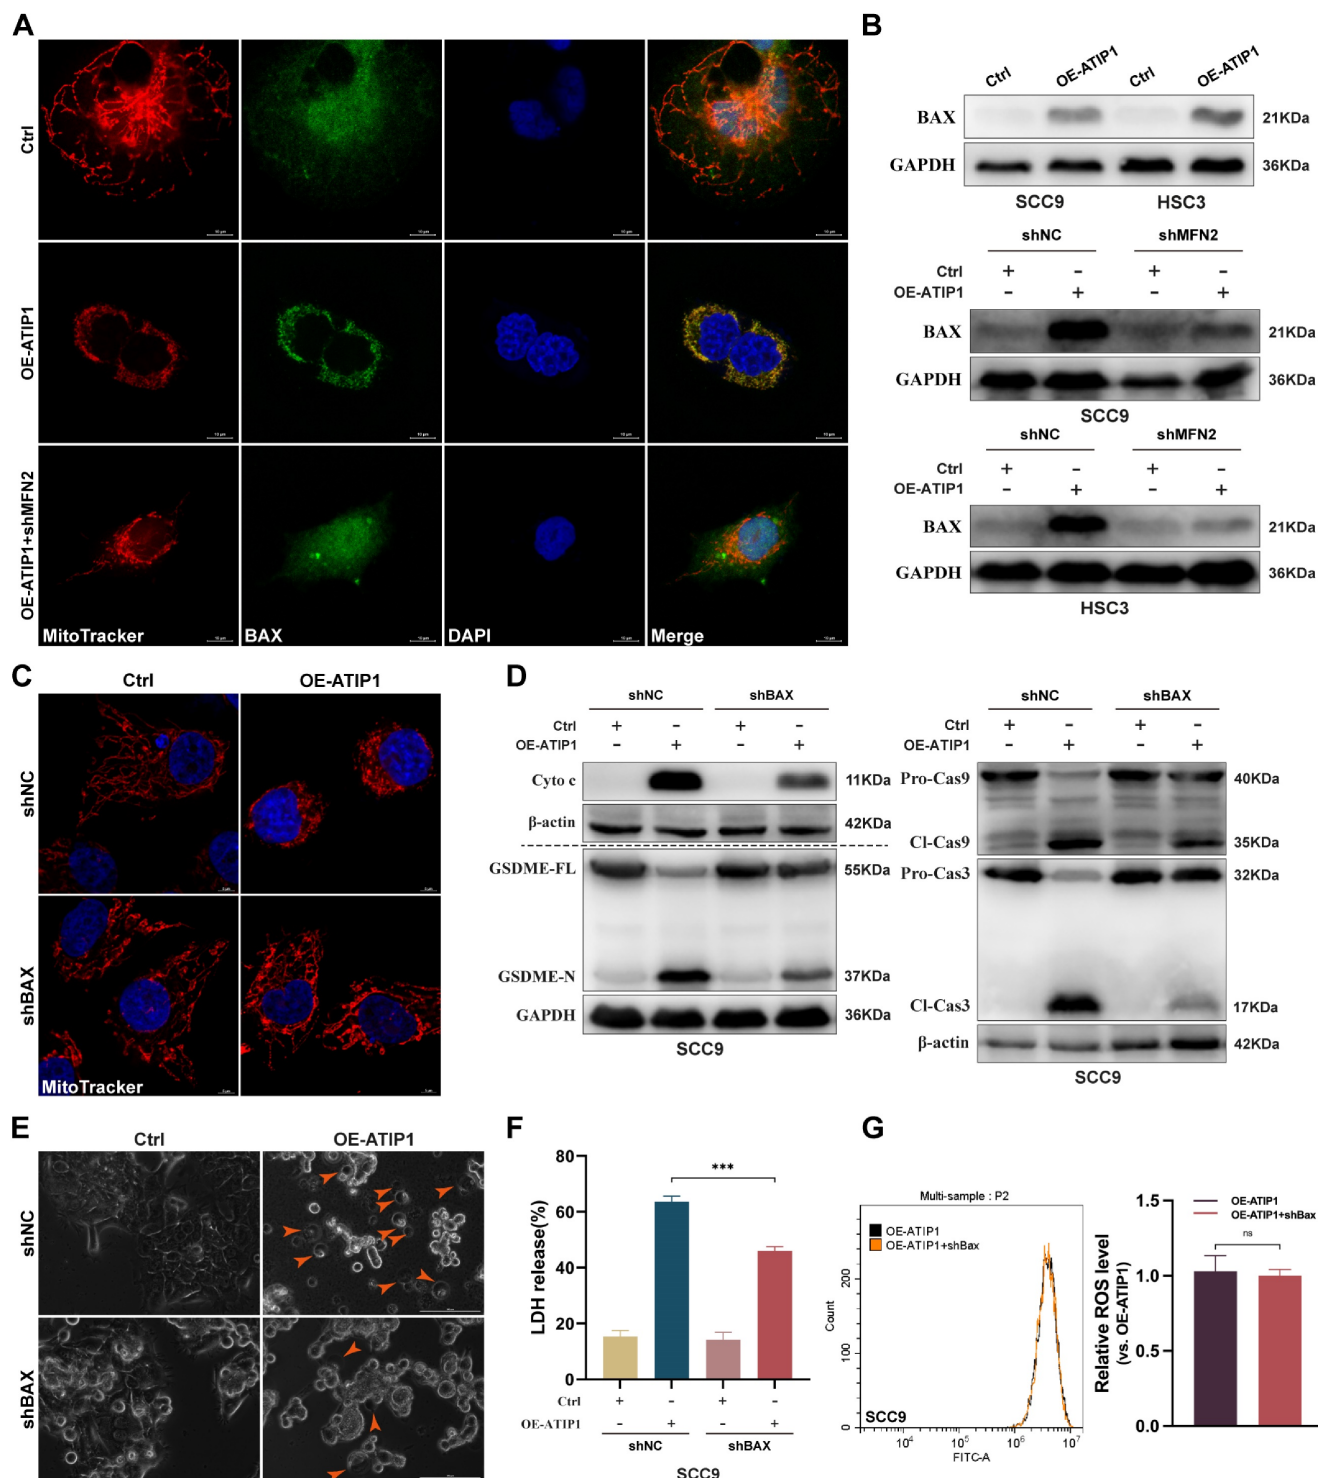 A
Ctrl
OE-ATIP1
OE-ATIP1+shMFN2
MitoTracker
BAX
DAPI
Merge
B
Ctrl OE-ATIP1 Ctrl OE-ATIP1
BAX 21KDa
GAPDH 36KDa
SCC9 HSC3
shNC shMFN2
Ctrl + - + -
OE-ATIP1 - + - +
BAX 21KDa
GAPDH 36KDa
SCC9
shNC shMFN2
Ctrl + - + -
OE-ATIP1 - + - +
BAX 21KDa
GAPDH 36KDa
HSC3
C
Ctrl OE-ATIP1
shNC
shBAX
MitoTracker
D
shNC shBAX
Ctrl + - + -
OE-ATIP1 - + - +
Cyto c 11KDa
β-actin 42KDa
GSDME-FL 55KDa
GSDME-N 37KDa
GAPDH 36KDa
SCC9
shNC shBAX
Ctrl + - + -
OE-ATIP1 - + - +
Pro-Cas9 40KDa
Cl-Cas9 35KDa
Pro-Cas3 32KDa
Cl-Cas3 17KDa
β-actin 42KDa
SCC9
E
Ctrl OE-ATIP1
shNC
shBAX
F
LDH release(%)
80
60
40
20
0
***
Ctrl + - + -
OE-ATIP1 - + - +
shNC shBAX
SCC9
G
Multi-sample : P2
OE-ATIP1
OE-ATIP1+shBax
Count
200
100
0
SCC9
10⁴ 10⁵ 10⁶ 10⁷
FITC-A
Relative ROS level
(vs. OE-ATIP1)
1.5
1.0
0.5
0.0
OE-ATIP1
OE-ATIP1+shBax
ns